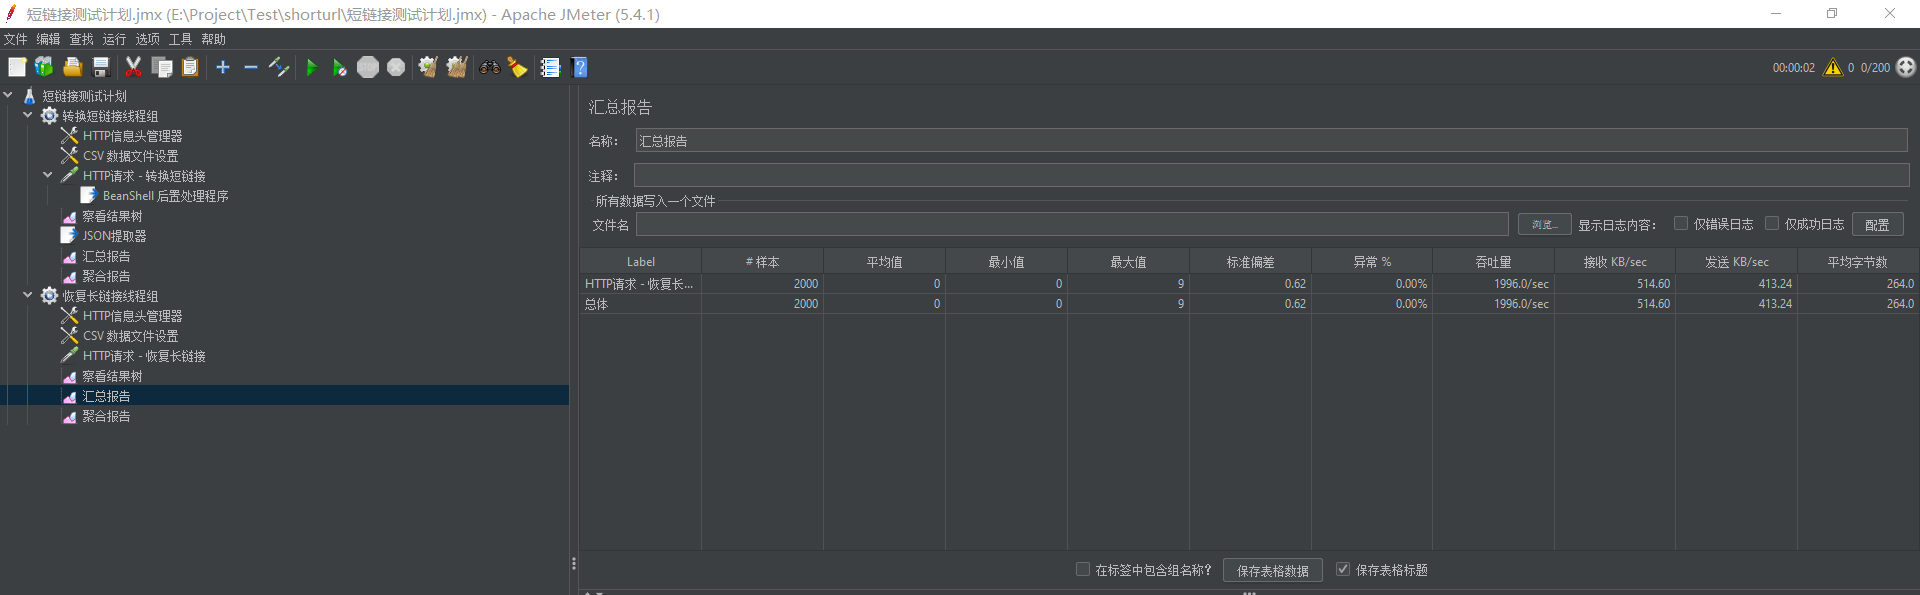 短链接测试计划.jmx (E:\Project\Test\shorturl\短链接测试计划.jmx) - Apache JMeter (5.4.1)
文件 编辑 查找 运行 选项 工具 帮助
00:00:02 0 0/200
短链接测试计划
转换短链接线程组
HTTP信息头管理器
CSV 数据文件设置
HTTP请求 - 转换短链接
BeanShell 后置处理程序
察看结果树
JSON提取器
汇总报告
聚合报告
恢复长链接线程组
HTTP信息头管理器
CSV 数据文件设置
HTTP请求 - 恢复长链接
察看结果树
汇总报告
聚合报告
汇总报告
名称： 汇总报告
注释：
所有数据写入一个文件
文件名 浏览... 显示日志内容： 仅错误日志 仅成功日志 配置
Label # 样本 平均值 最小值 最大值 标准偏差 异常 % 吞吐量 接收 KB/sec 发送 KB/sec 平均字节数
HTTP请求 - 恢复长... 2000 0 0 9 0.62 0.00% 1996.0/sec 514.60 413.24 264.0
总体 2000 0 0 9 0.62 0.00% 1996.0/sec 514.60 413.24 264.0
在标签中包含组名称? 保存表格数据 保存表格标题